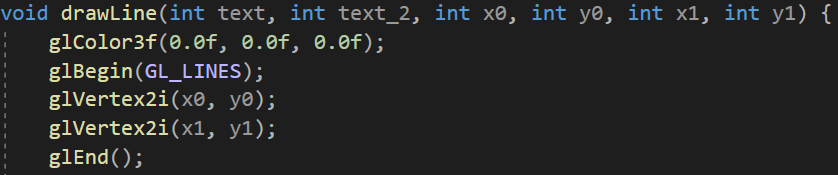 void drawLine(int text, int text_2, int x0, int y0, int x1, int y1) {
glColor3f(0.0f, 0.0f, 0.0f);
glBegin(GL_LINES);
glVertex2i(x0, y0);
glVertex2i(x1, y1);
glEnd();